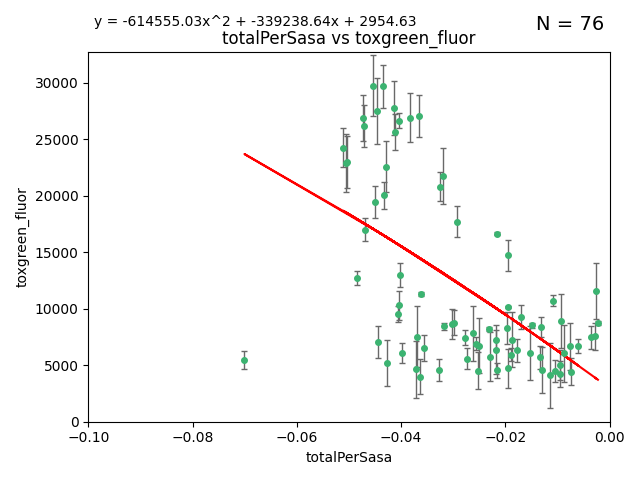 y = -614555.03x^2 + -339238.64x + 2954.63
N = 76
totalPerSasa vs toxgreen_fluor
30000
25000
20000
15000
10000
5000
0
toxgreen_fluor
−0.10 −0.08 −0.06 −0.04 −0.02 0.00
totalPerSasa